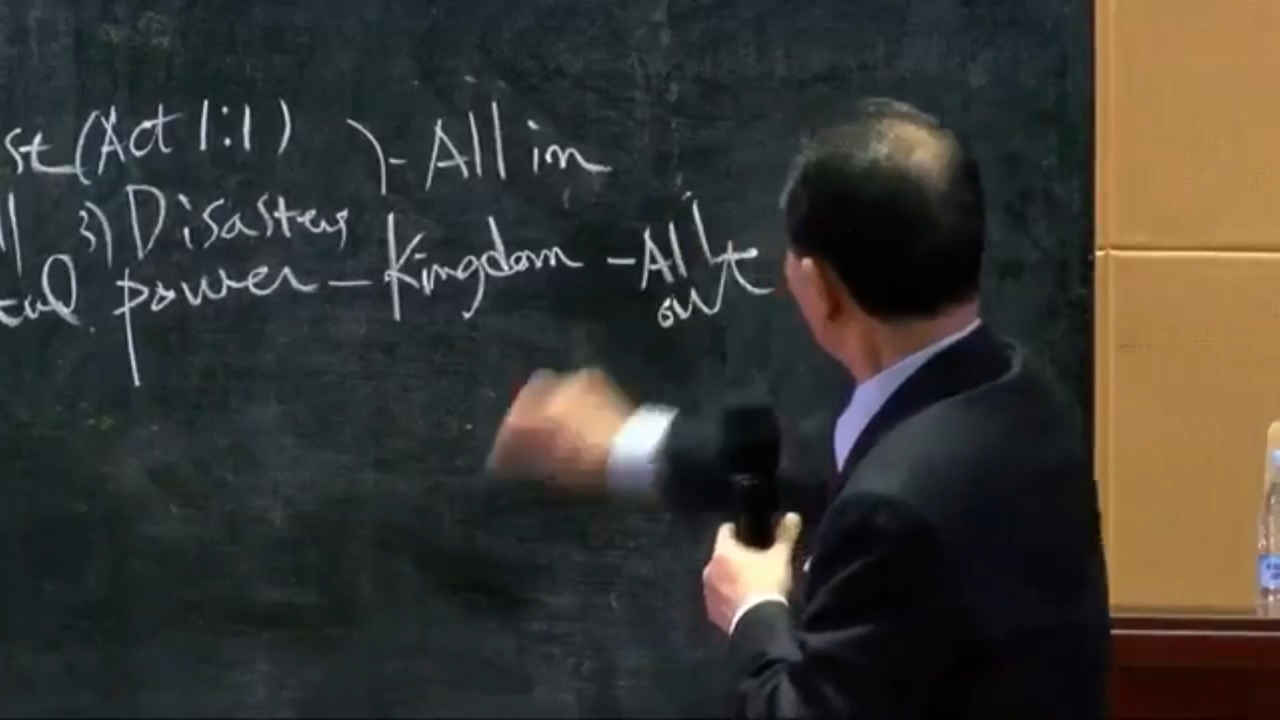 st (Act 1:1) )- All in
3) Disaster
power - Kingdom - All
out